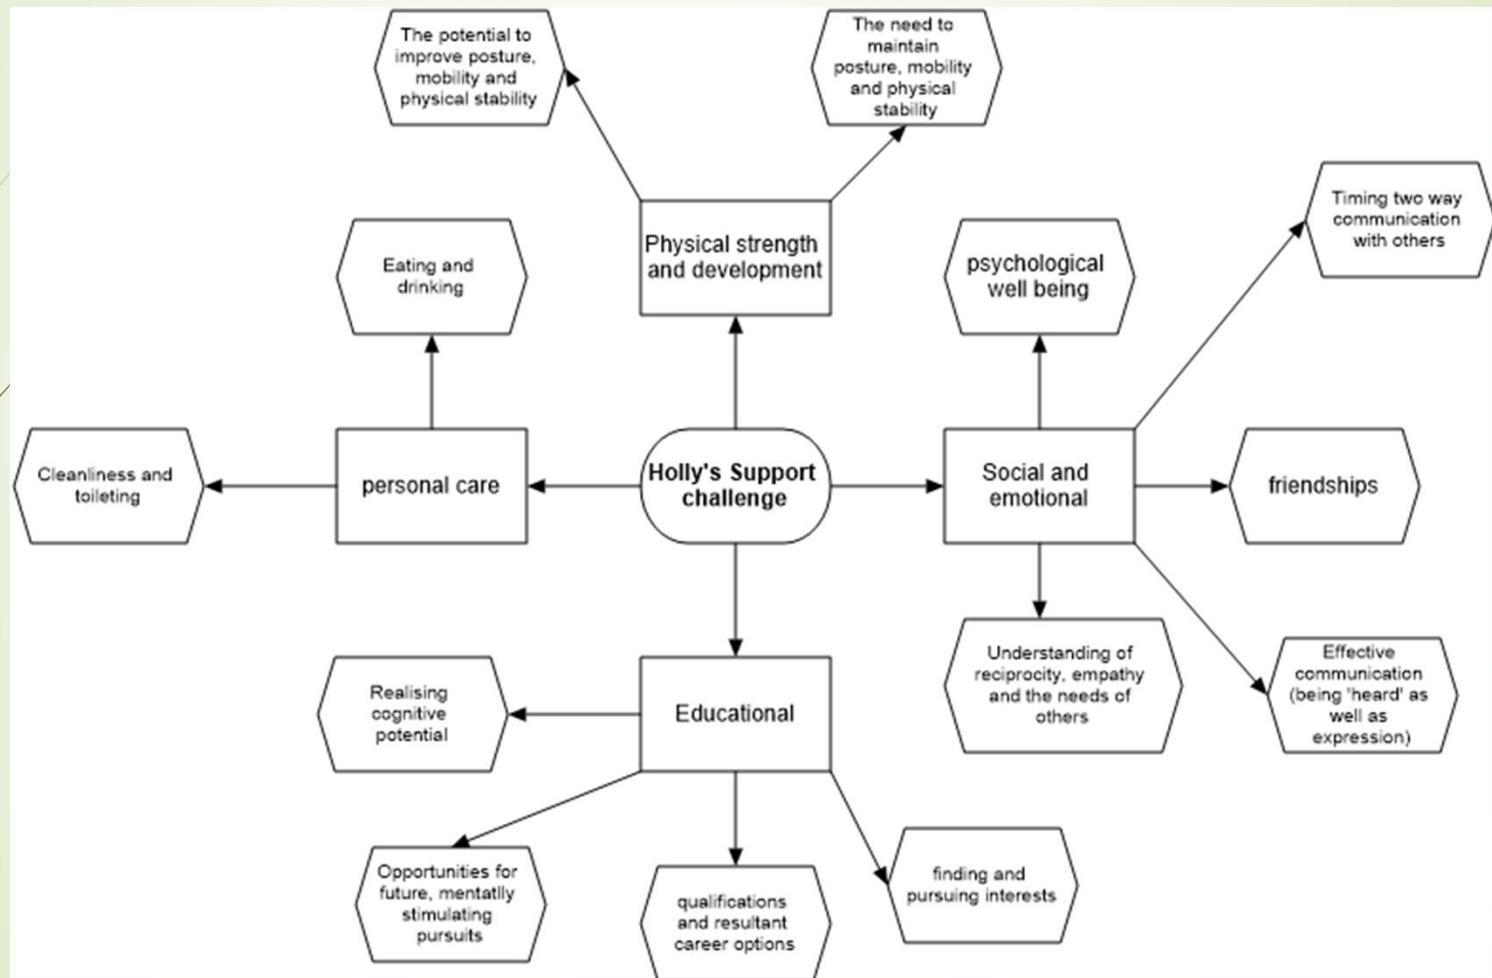 The potential to
improve posture,
mobility and
physical stability
The need to
maintain
posture, mobility
and physical
stability
Timing two way
communication
with others
Physical strength
and development
Eating and
drinking
psychological
well being
Cleanliness and
toileting
personal care
Holly's Support
challenge
Social and
emotional
friendships
Understanding of
reciprocity, empathy
and the needs of
others
Effective
communication
(being 'heard' as
well as
expression)
Realising
cognitive
potential
Educational
Opportunities for
future, mentatlly
stimulating
pursuits
qualifications
and resultant
career options
finding and
pursuing interests